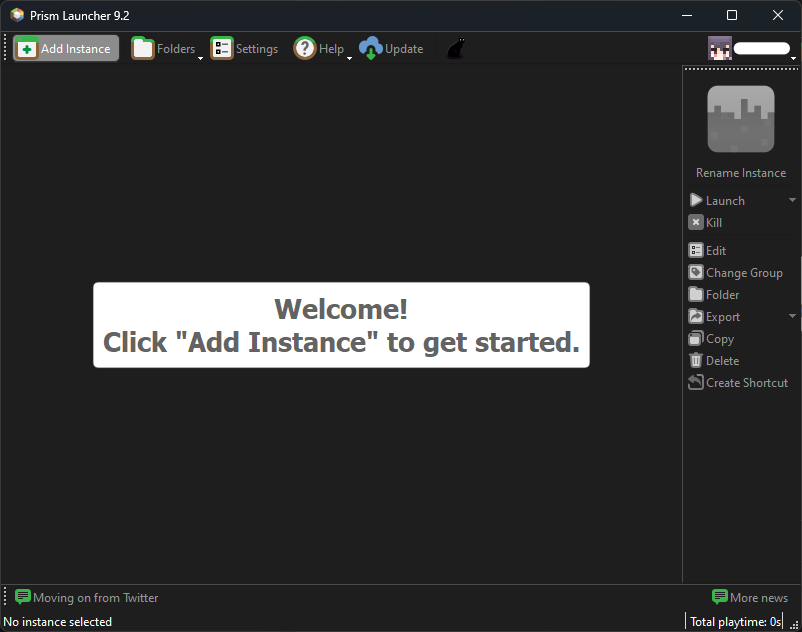 Prism Launcher 9.2
Add Instance
Folders
Settings
Help
Update
Rename Instance
Launch
Kill
Edit
Change Group
Folder
Export
Copy
Delete
Create Shortcut
Welcome!
Click "Add Instance" to get started.
Moving on from Twitter
More news
No instance selected
Total playtime: 0s